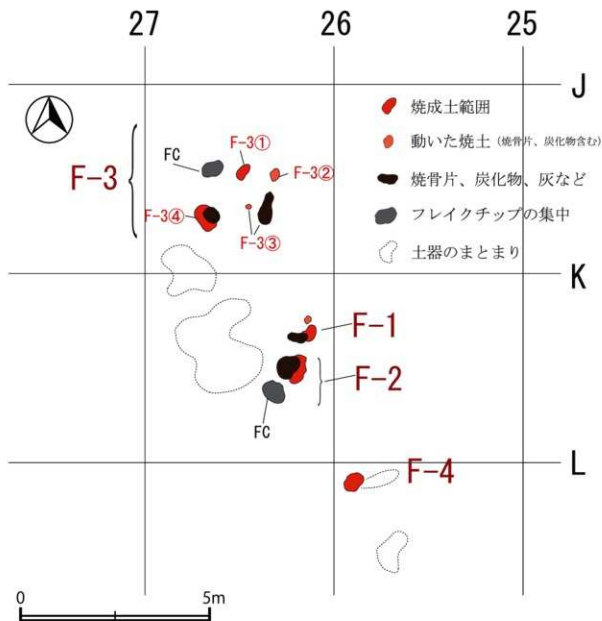 27
26
25
J
焼成土範囲
F-3①
FC
動いた焼土 (焼骨片、炭化物含む)
F-3②
F-3
焼骨片、炭化物、灰など
F-3④
フレイクチップの集中
F-3③
土器のまとまり
K
F-1
F-2
FC
L
F-4
0
5m